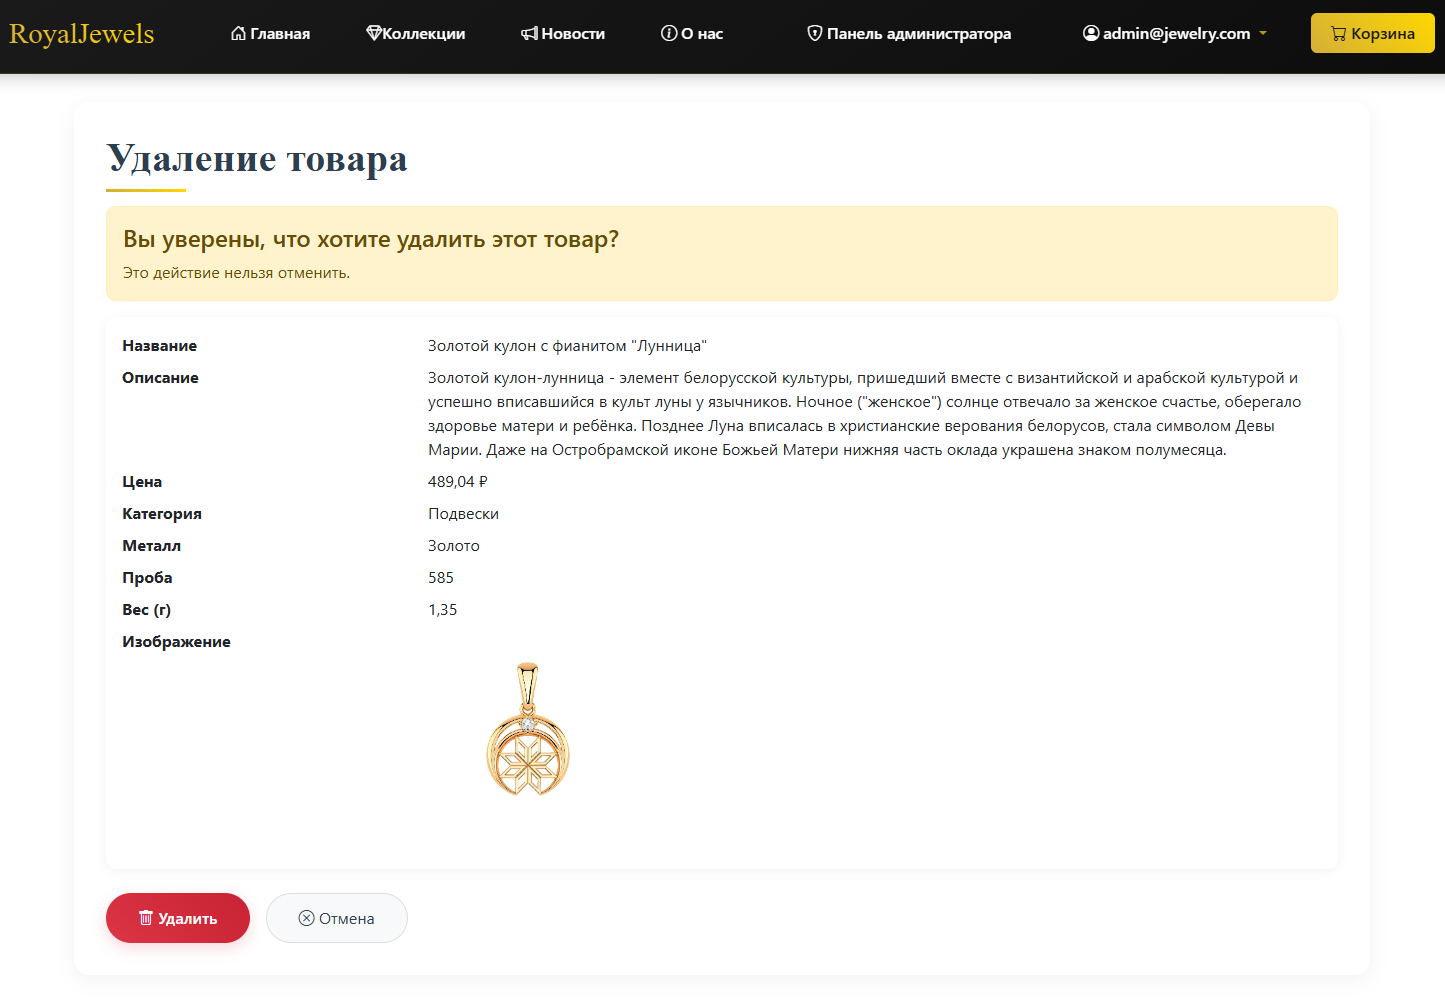 RoyalJewels
Главная
Коллекции
Новости
О нас
Панель администратора
admin@jewelry.com
Корзина
Удаление товара
Вы уверены, что хотите удалить этот товар?
Это действие нельзя отменить.
Название
Золотой кулон с фианитом "Лунница"
Описание
Золотой кулон-лунница - элемент белорусской культуры, пришедший вместе с византийской и арабской культурой и
успешно вписавшийся в культ луны у язычников. Ночное ("женское") солнце отвечало за женское счастье, оберегало
здоровье матери и ребёнка. Позднее Луна вписалась в христианские верования белорусов, стала символом Девы
Марии. Даже на Остробрамской иконе Божьей Матери нижняя часть оклада украшена знаком полумесяца.
Цена
489,04 ₽
Категория
Подвески
Металл
Золото
Проба
585
Вес (г)
1,35
Изображение
Удалить
Отмена